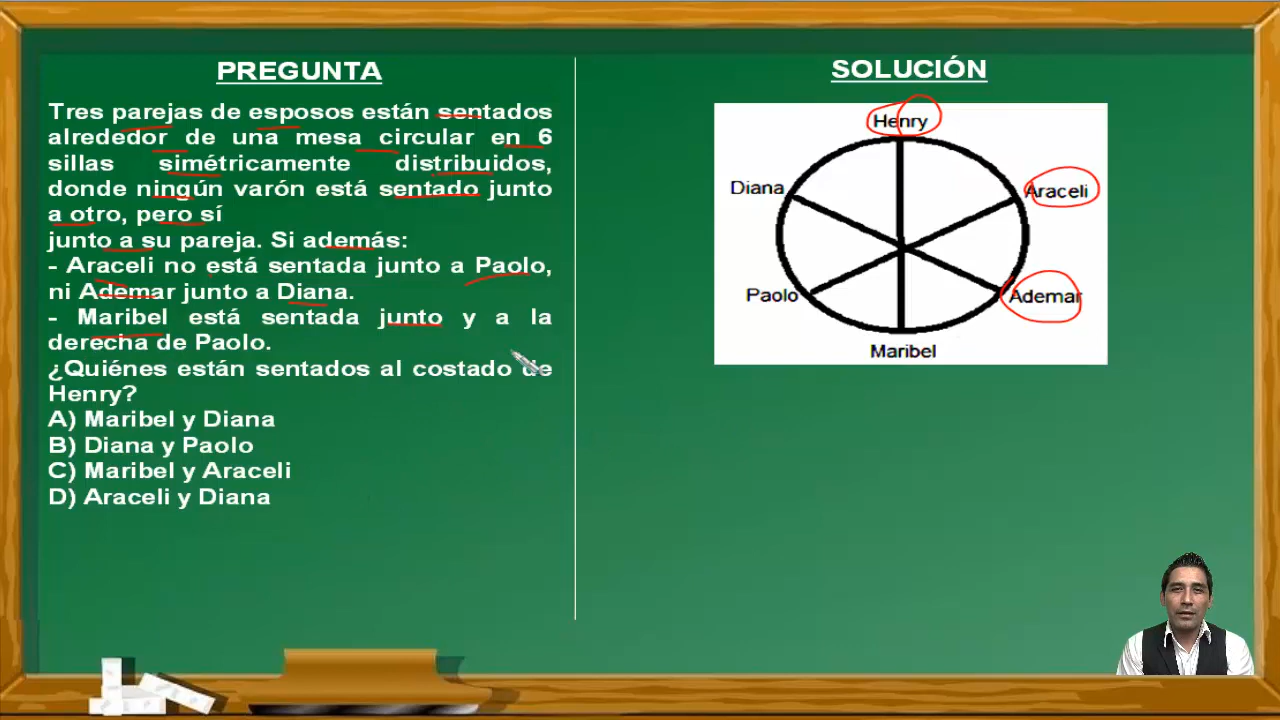 PREGUNTA
Tres parejas de esposos están sentados
alrededor de una mesa circular en 6
sillas simétricamente distribuidos,
donde ningún varón está sentado junto
a otro, pero sí
junto a su pareja. Si además:
- Araceli no está sentada junto a Paolo,
ni Ademar junto a Diana.
- Maribel está sentada junto y a la
derecha de Paolo.
¿Quiénes están sentados al costado de
Henry?
A) Maribel y Diana
B) Diana y Paolo
C) Maribel y Araceli
D) Araceli y Diana
SOLUCIÓN
Henry
Diana
Araceli
Paolo
Ademar
Maribel